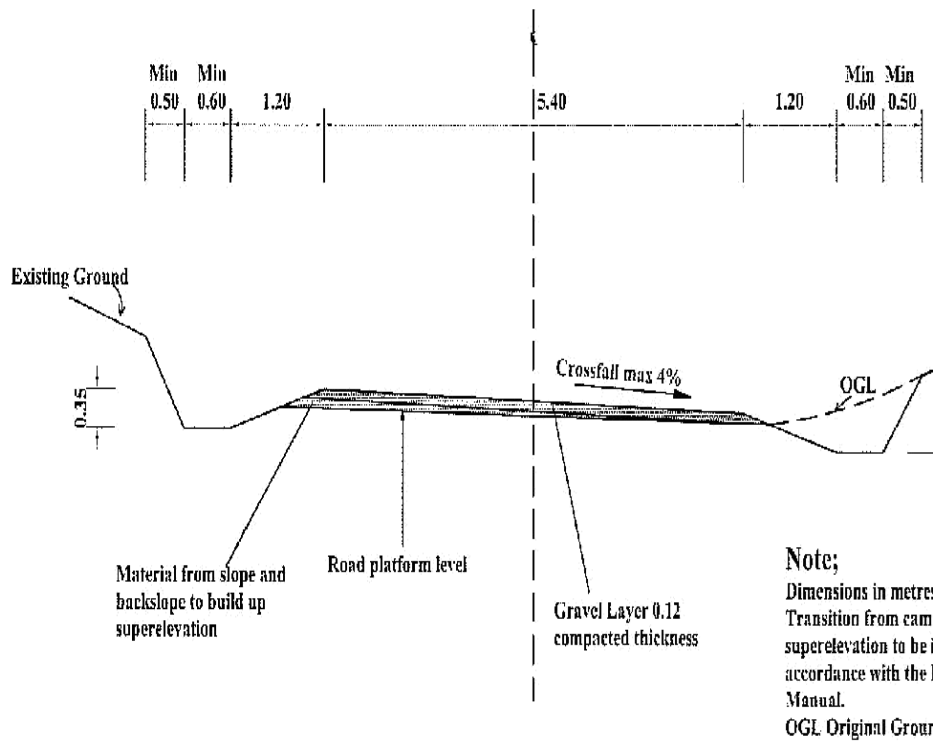 Min Min Min Min
0.50 0.60 1.20 5.40 1.20 0.60 0.50
Existing Ground
Crossfall max 4%
OGL
0.35
Material from slope and
backslope to build up
superelevation
Road platform level
Gravel Layer 0.12
compacted thickness
Note;
Dimensions in metres
Transition from cam
superelevation to be i
accordance with the
Manual.
OGL Original Groun